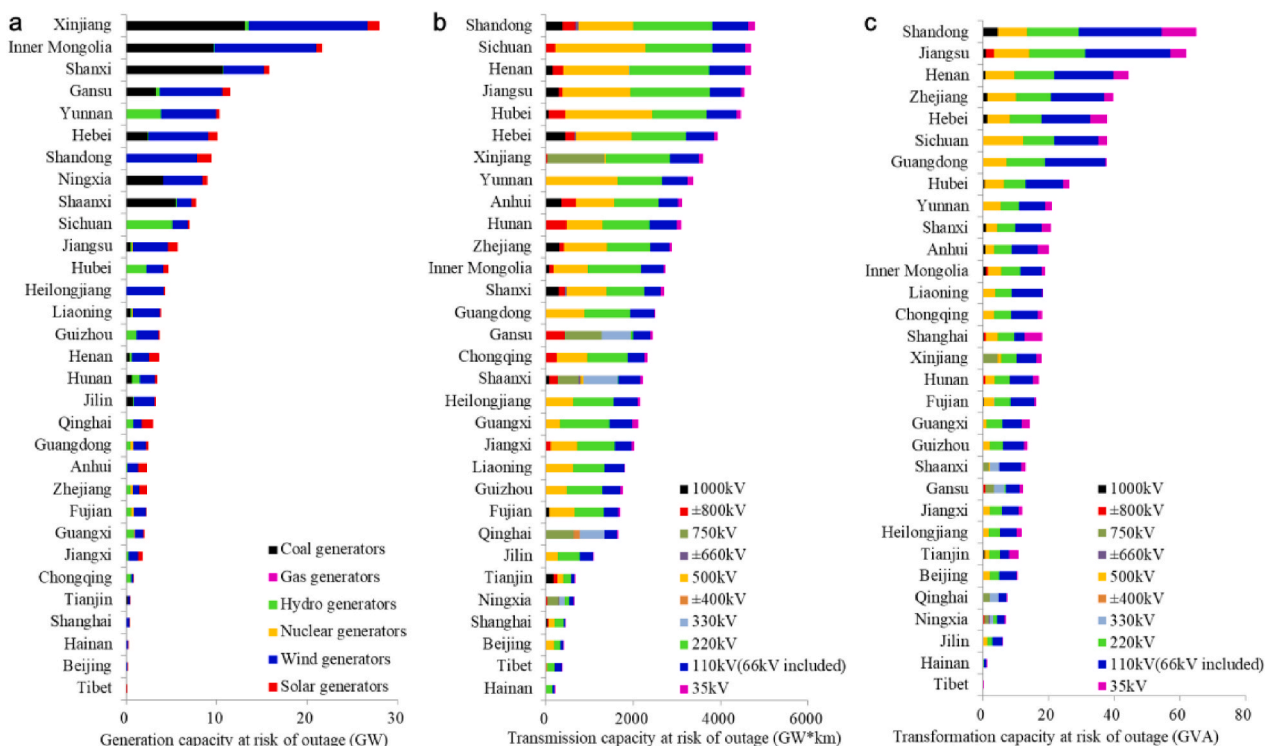 a
Xinjiang
Inner Mongolia
Shanxi
Gansu
Yunnan
Hebei
Shandong
Ningxia
Shaanxi
Sichuan
Jiangsu
Hubei
Heilongjiang
Liaoning
Guizhou
Henan
Hunan
Jilin
Qinghai
Guangdong
Anhui
Zhejiang
Fujian
Guangxi
Jiangxi
Chongqing
Tianjin
Shanghai
Hainan
Beijing
Tibet
Coal generators
Gas generators
Hydro generators
Nuclear generators
Wind generators
Solar generators
0 10 20 30
Generation capacity at risk of outage (GW)
b
Shandong
Sichuan
Henan
Jiangsu
Hubei
Hebei
Xinjiang
Yunnan
Anhui
Hunan
Zhejiang
Inner Mongolia
Shanxi
Guangdong
Gansu
Chongqing
Shaanxi
Heilongjiang
Guangxi
Jiangxi
Liaoning
Guizhou
Fujian
Qinghai
Jilin
Tianjin
Ningxia
Shanghai
Beijing
Tibet
Hainan
1000kV
±800kV
750kV
±660kV
500kV
±400kV
330kV
220kV
110kV(66kV included)
35kV
0 2000 4000 6000
Transmission capacity at risk of outage (GW*km)
c
Shandong
Jiangsu
Henan
Zhejiang
Hebei
Sichuan
Guangdong
Hubei
Yunnan
Shanxi
Anhui
Inner Mongolia
Liaoning
Chongqing
Shanghai
Xinjiang
Hunan
Fujian
Guangxi
Guizhou
Shaanxi
Gansu
Jiangxi
Heilongjiang
Tianjin
Beijing
Qinghai
Ningxia
Jilin
Hainan
Tibet
1000kV
±800kV
750kV
±660kV
500kV
±400kV
330kV
220kV
110kV(66kV included)
35kV
0 20 40 60 80
Transformation capacity at risk of outage (GVA)